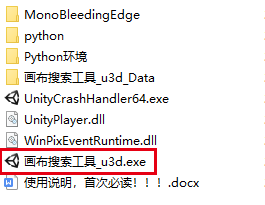 MonoBleedingEdge
python
Python环境
画布搜索工具_u3d_Data
UnityCrashHandler64.exe
UnityPlayer.dll
WinPixEventRuntime.dll
画布搜索工具_u3d.exe
使用说明，首次必读！！！.docx